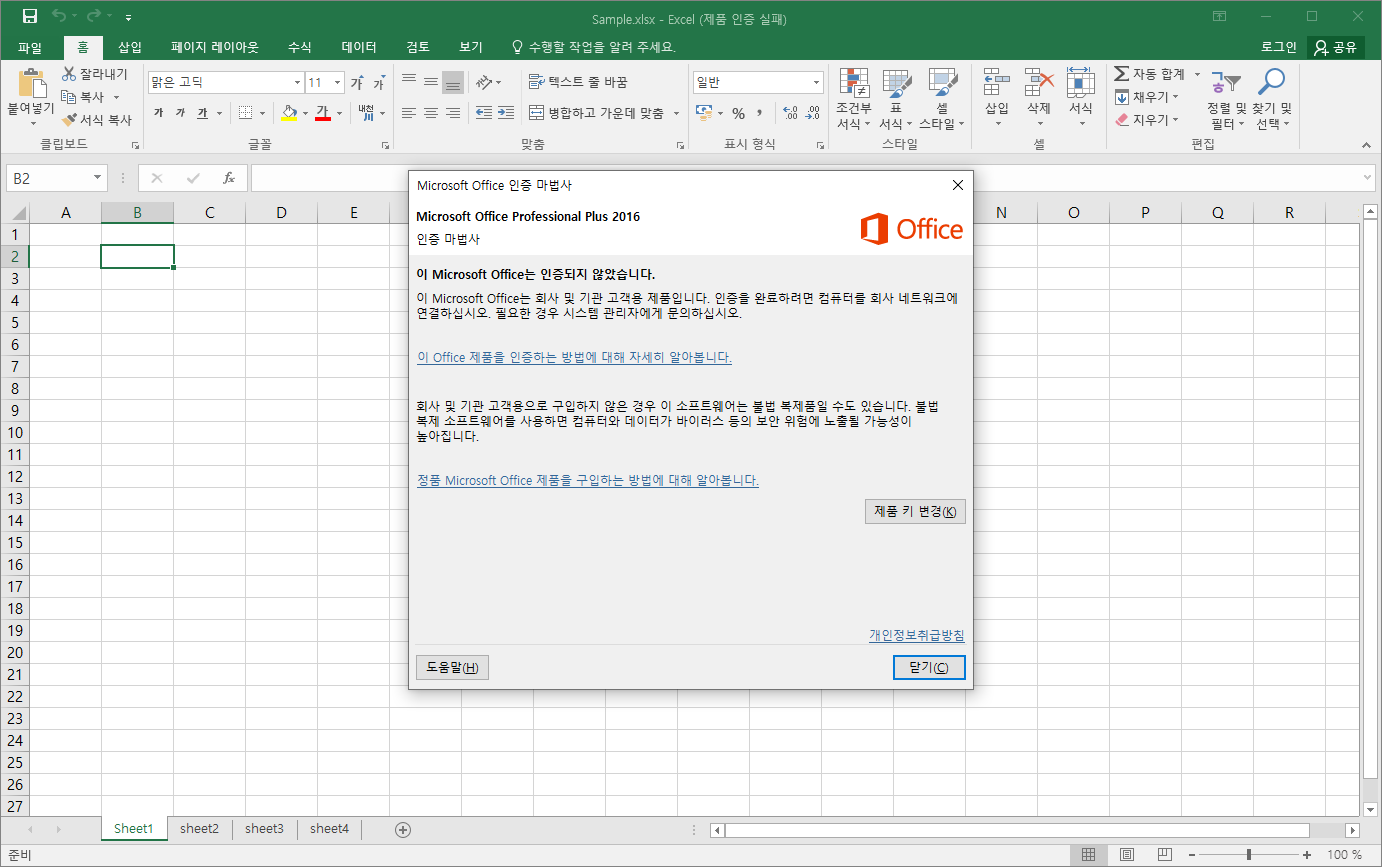 Sample.xlsx - Excel (제품 인증 실패)
파일 홈 삽입 페이지 레이아웃 수식 데이터 검토 보기 수행할 작업을 알려 주세요. 로그인 공유
붙여넣기 잘라내기 복사 서식 복사 클립보드
맑은 고딕 11 가 가 가 가 가 가 내천 글꼴
텍스트 줄 바꿈 병합하고 가운데 맞춤 맞춤
일반 % , 표시 형식
조건부 서식 표 서식 셀 스타일 스타일
삽입 삭제 서식 셀
자동 합계 채우기 지우기 정렬 및 필터 찾기 및 선택 편집
B2 fx
A B C D E N O P Q R
1
2
3
4
5
6
7
8
9
10
11
12
13
14
15
16
17
18
19
20
21
22
23
24
25
26
27
Microsoft Office 인증 마법사
Microsoft Office Professional Plus 2016
인증 마법사
Office
이 Microsoft Office는 인증되지 않았습니다.
이 Microsoft Office는 회사 및 기관 고객용 제품입니다. 인증을 완료하려면 컴퓨터를 회사 네트워크에
연결하십시오. 필요한 경우 시스템 관리자에게 문의하십시오.
이 Office 제품을 인증하는 방법에 대해 자세히 알아봅니다.
회사 및 기관 고객용으로 구입하지 않은 경우 이 소프트웨어는 불법 복제품일 수도 있습니다. 불법
복제 소프트웨어를 사용하면 컴퓨터와 데이터가 바이러스 등의 보안 위험에 노출될 가능성이
높아집니다.
정품 Microsoft Office 제품을 구입하는 방법에 대해 알아봅니다.
제품 키 변경(K)
개인정보취급방침
도움말(H) 닫기(C)
Sheet1 sheet2 sheet3 sheet4
준비 100 %